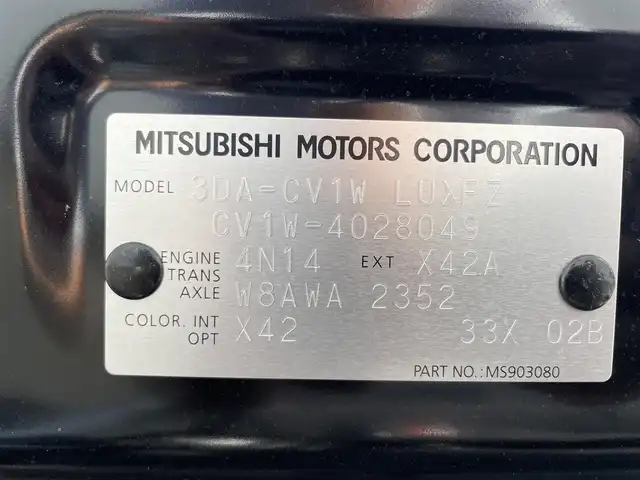 MITSUBISHI MOTORS CORPORATION
MODEL 3DA-CV1W LUXFZ
CV1W-4028049
ENGINE 4N14 EXT X42A
TRANS
AXLE W8AWA 2352
COLOR. INT X42 33X 02B
OPT
PART NO.:MS903080